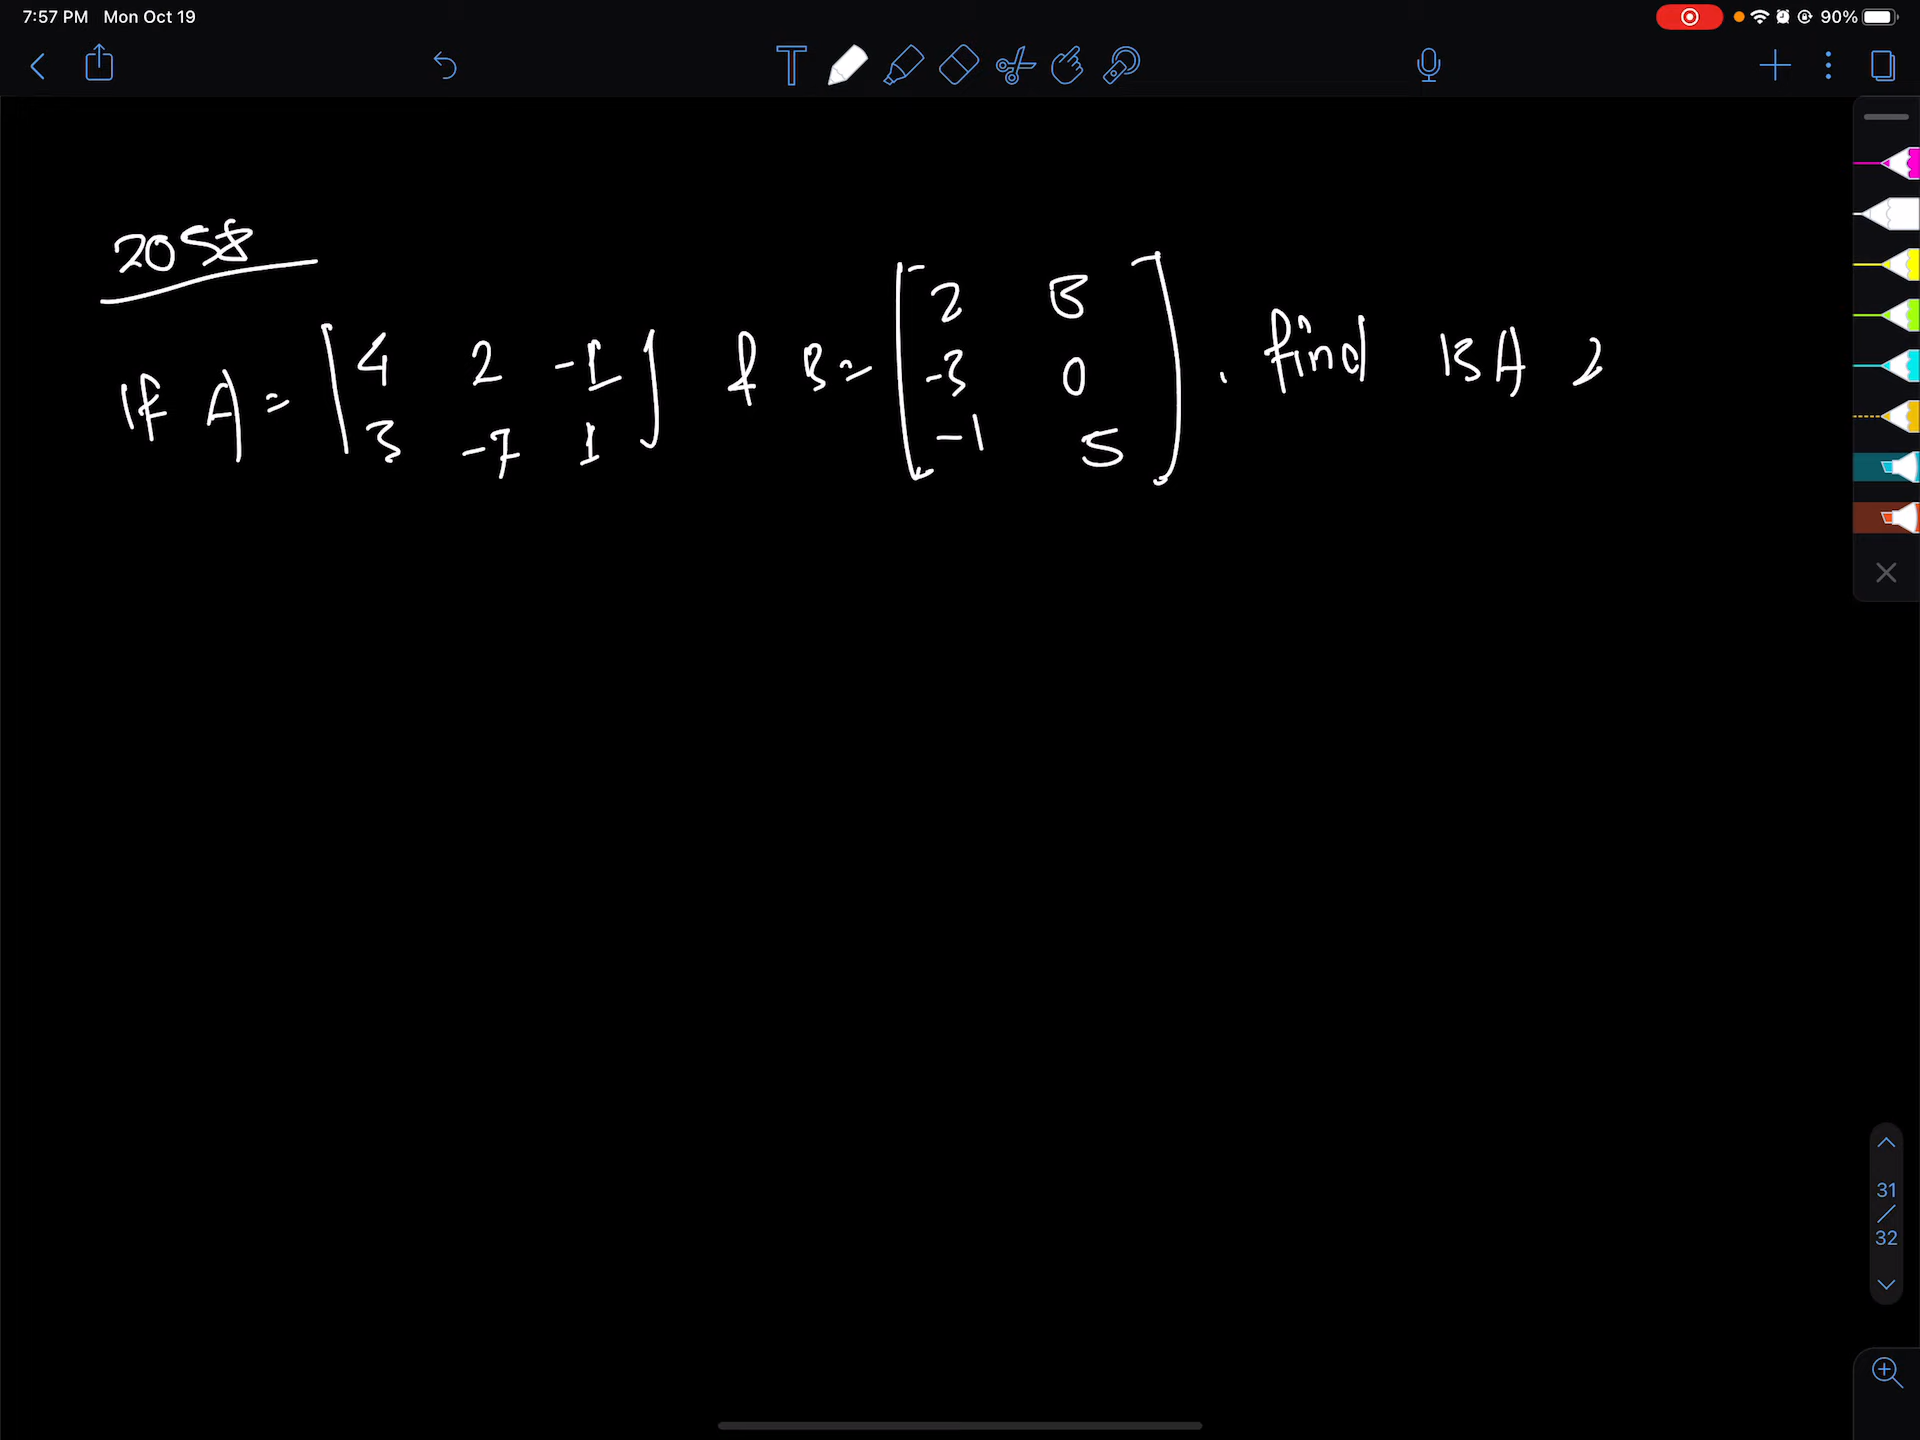 7:57 PM Mon Oct 19
90%
2058
If A = [4 2 -1 & B = [2 3 . find BA 2
3 -7 1] -3 0
-1 5]
31
/
32